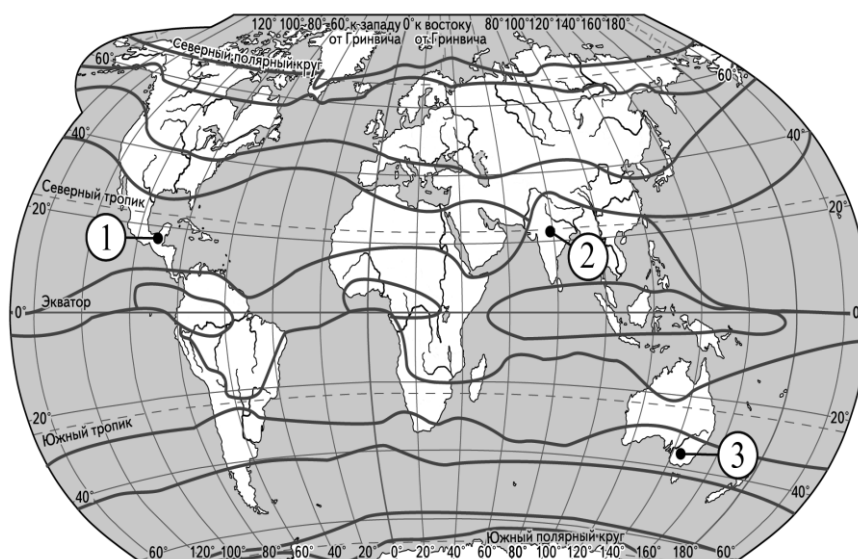 120° 100° 80° 60° к западу 0° к востоку 80° 100° 120° 140° 160° 180°
от Гринвича от Гринвича
Северный полярный круг
60° 60°
40° 40°
Северный тропик
20° 20°
1 2
Экватор
0° 0°
20° 20°
Южный тропик
3
40° 40°
Южный полярный круг
60° 120° 100° 80° 60° 40° 20° 0° 20° 40° 60° 80° 100° 120° 140° 160° 180° 60°